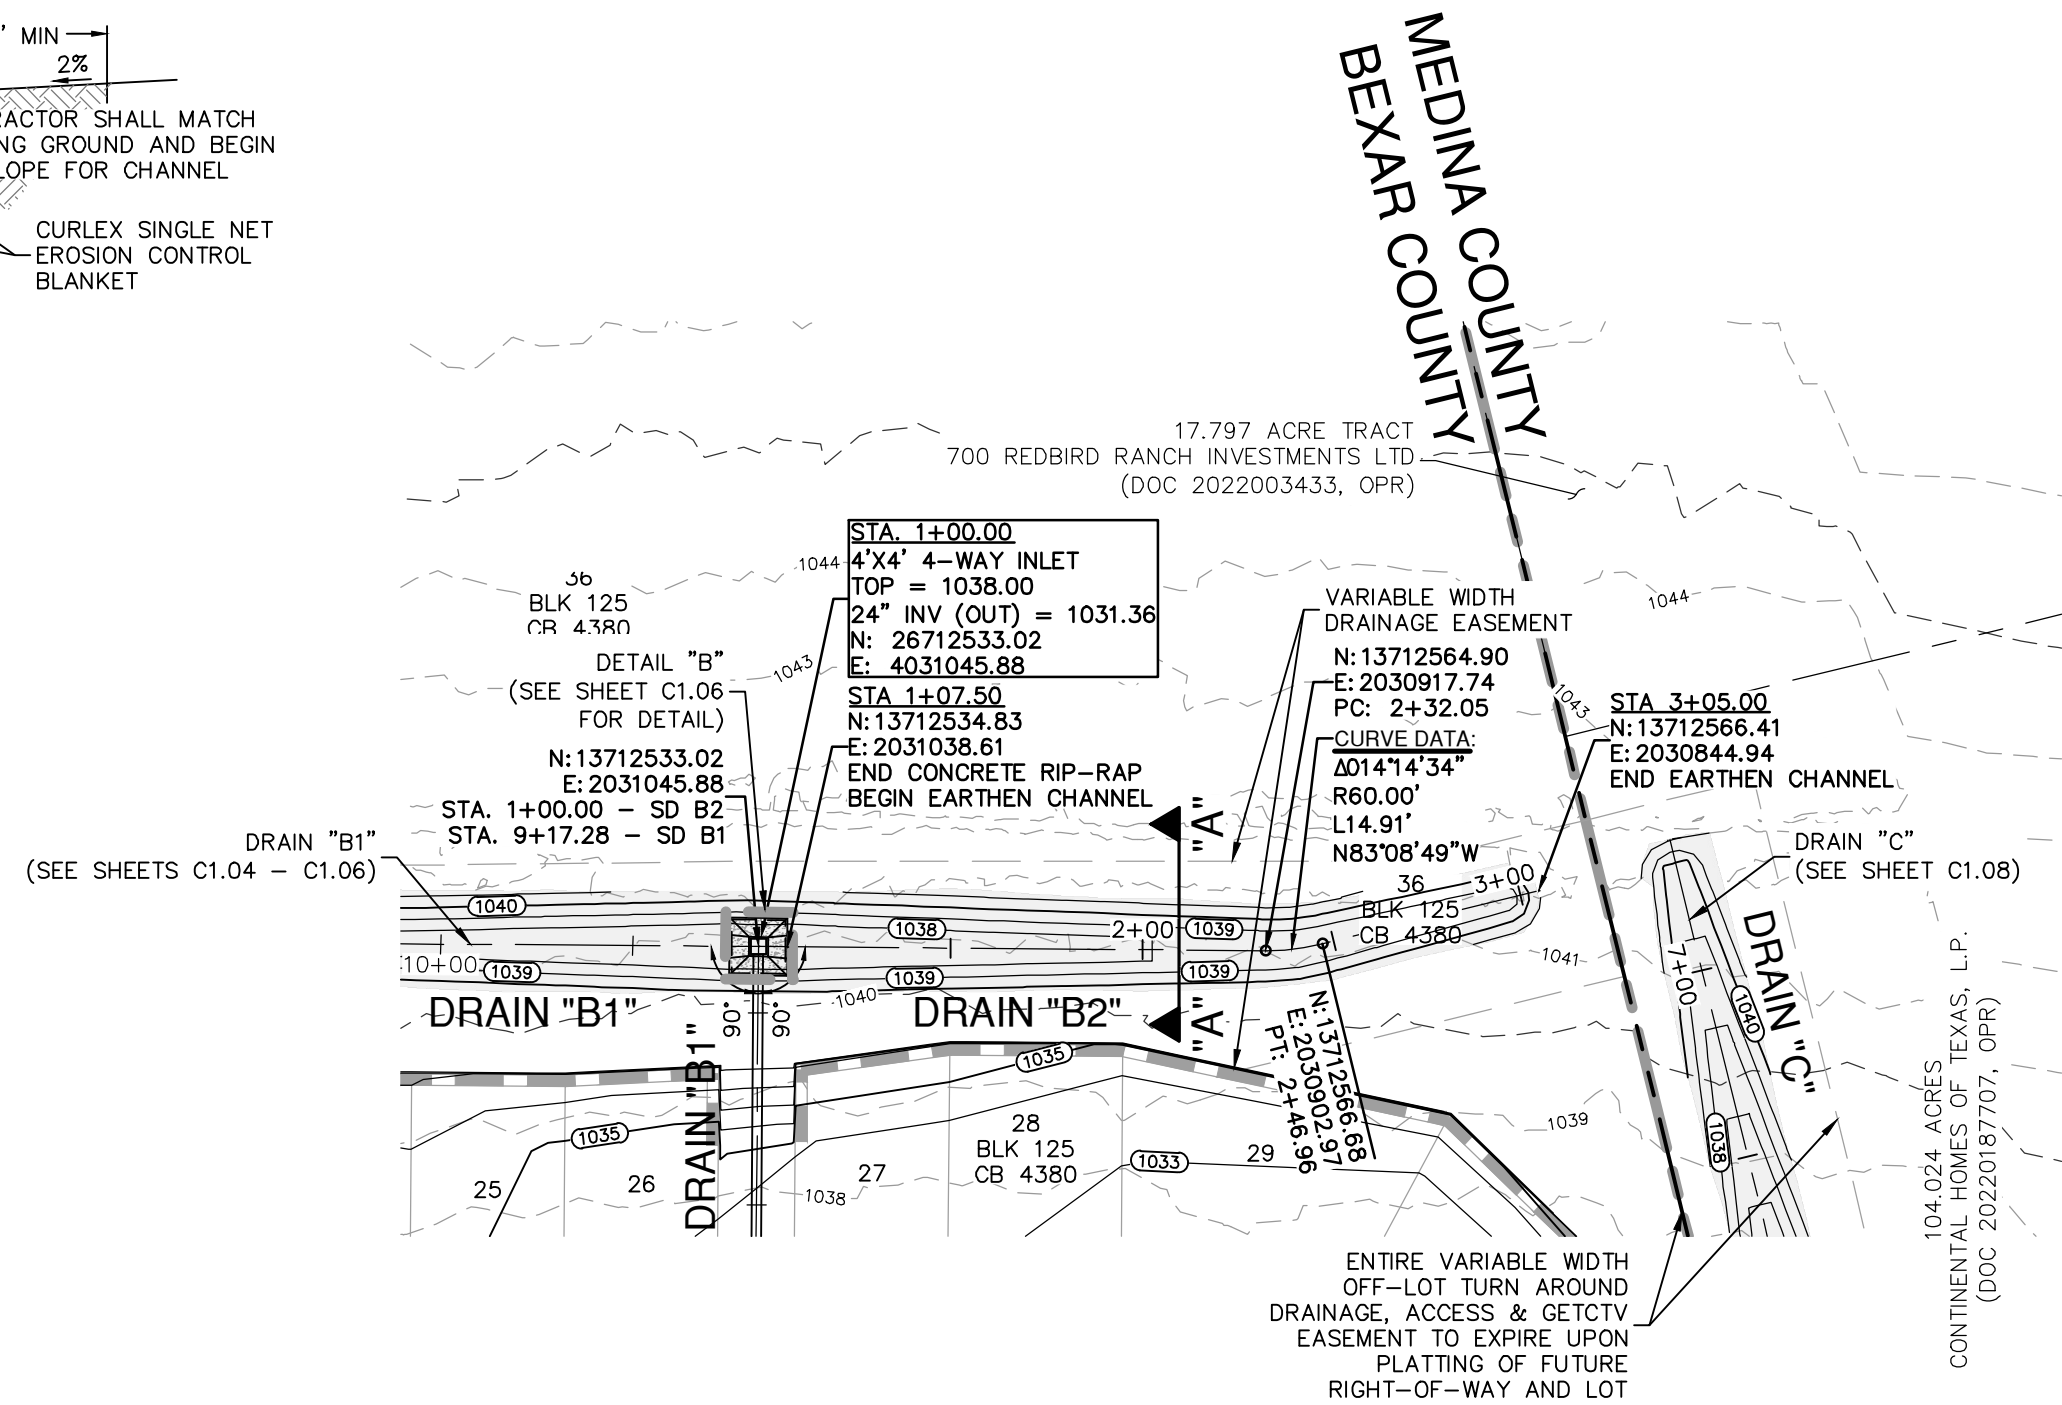 ' MIN
2%
RACTOR SHALL MATCH
NG GROUND AND BEGIN
LOPE FOR CHANNEL
CURLEX SINGLE NET
EROSION CONTROL
BLANKET
MEDINA COUNTY
BEXAR COUNTY
17.797 ACRE TRACT
700 REDBIRD RANCH INVESTMENTS LTD
(DOC 2022003433, OPR)
STA. 1+00.00
4'X4' 4-WAY INLET
TOP = 1038.00
24" INV (OUT) = 1031.36
N: 26712533.02
E: 4031045.88
1044
36
BLK 125
CB 4380
1043
DETAIL "B"
(SEE SHEET C1.06
FOR DETAIL)
STA 1+07.50
N:13712534.83
E:2031038.61
END CONCRETE RIP-RAP
BEGIN EARTHEN CHANNEL
N:13712533.02
E:2031045.88
STA. 1+00.00 - SD B2
STA. 9+17.28 - SD B1
VARIABLE WIDTH
DRAINAGE EASEMENT
N:13712564.90
E:2030917.74
PC: 2+32.05
CURVE DATA:
Δ014°14'34"
R60.00'
L14.91'
N83°08'49"W
1044
1043
STA 3+05.00
N:13712566.41
E:2030844.94
END EARTHEN CHANNEL
DRAIN "B1"
(SEE SHEETS C1.04 - C1.06)
"A"
DRAIN "C"
(SEE SHEET C1.08)
36
BLK 125
CB 4380
3+00
1040
1038
2+00
1039
10+00
1039
1039
1039
1041
1040
DRAIN "B1"
90°
90°
DRAIN "B2"
"A"
N:13712566.68
E:2030902.97
PT: 2+46.96
7+00
1040
DRAIN "C"
1038
DRAIN "B1"
1035
1035
1033
1039
1038
25
26
27
28
BLK 125
CB 4380
29
104.024 ACRES
CONTINENTAL HOMES OF TEXAS, L.P.
(DOC 20220187707, OPR)
ENTIRE VARIABLE WIDTH
OFF-LOT TURN AROUND
DRAINAGE, ACCESS & GETCTV
EASEMENT TO EXPIRE UPON
PLATTING OF FUTURE
RIGHT-OF-WAY AND LOT